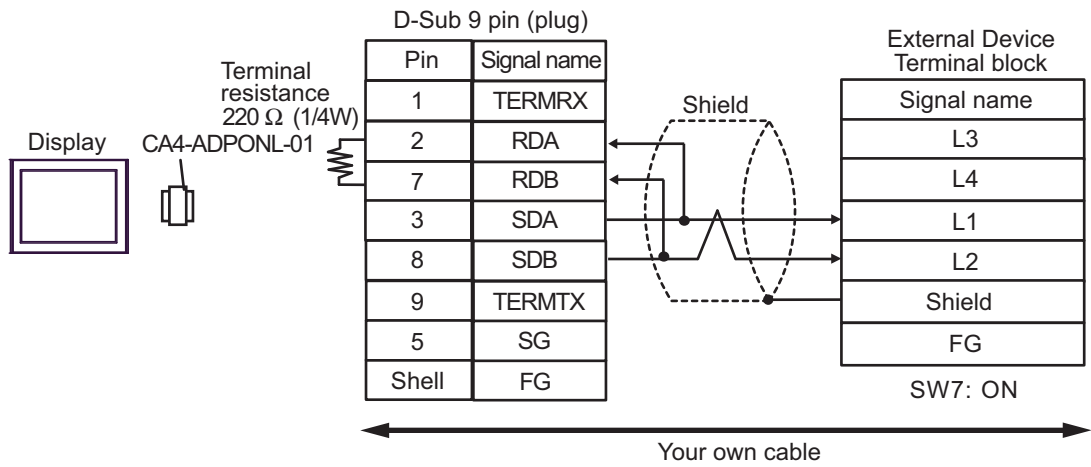 D-Sub 9 pin (plug)
Pin Signal name
1 TERMRX
2 RDA
7 RDB
3 SDA
8 SDB
9 TERMTX
5 SG
Shell FG
Terminal
resistance
220 Ω (1/4W)
Display
CA4-ADPONL-01
Shield
External Device
Terminal block
Signal name
L3
L4
L1
L2
Shield
FG
SW7: ON
Your own cable